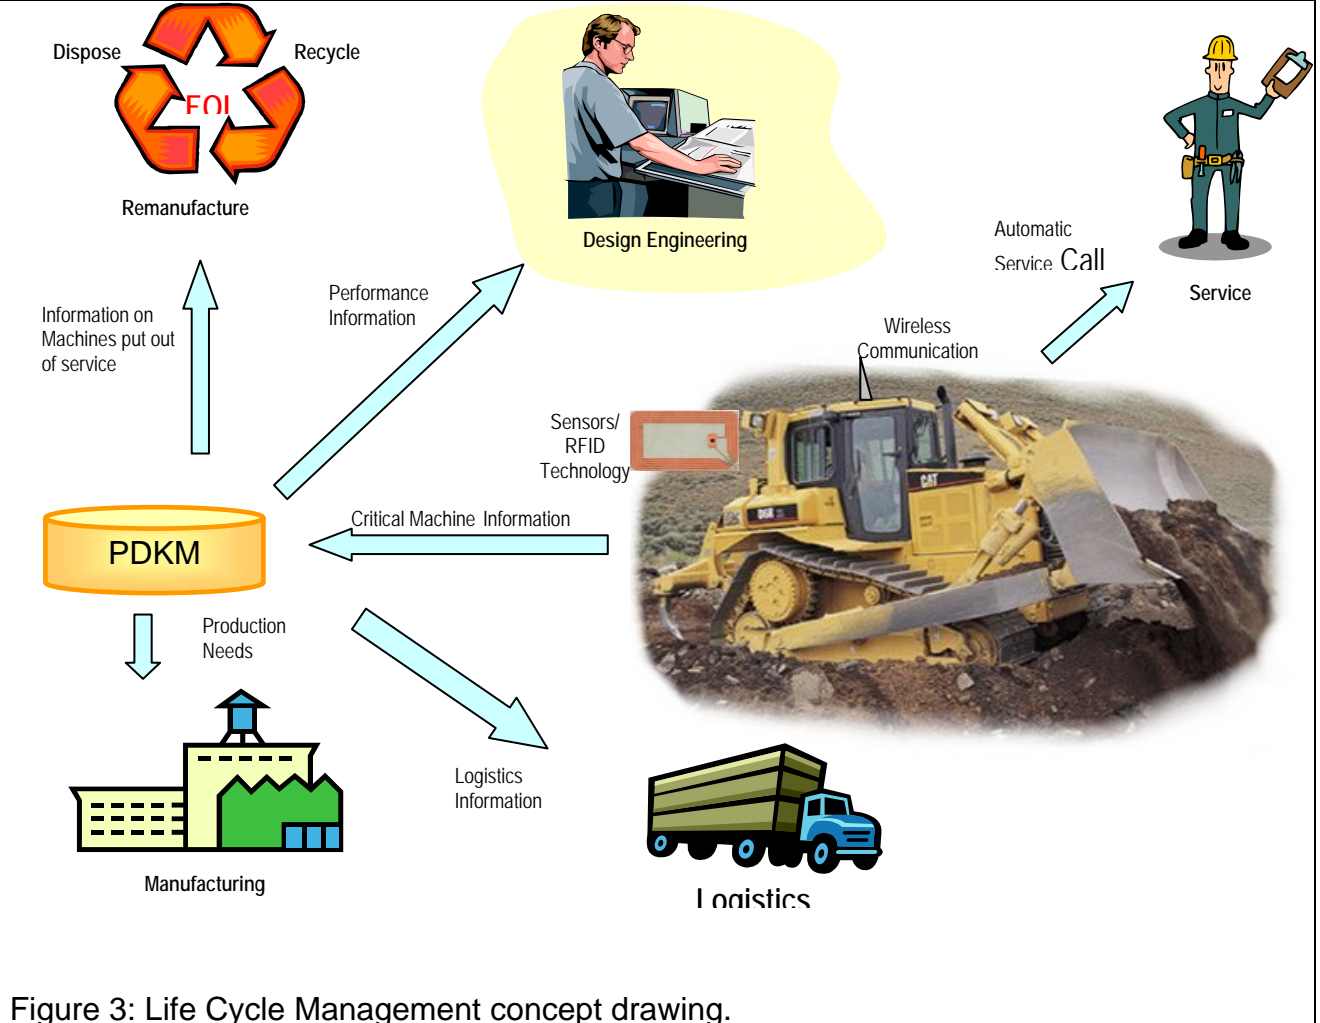 Dispose
Recycle
EOL
Remanufacture
Design Engineering
Automatic
Service Call
Service
Information on
Machines put out
of service
Performance
Information
Wireless
Communication
Sensors/
RFID
Technology
CAT
D6R
Critical Machine Information
PDKM
Production
Needs
Logistics
Information
Manufacturing
Logistics
Figure 3: Life Cycle Management concept drawing.